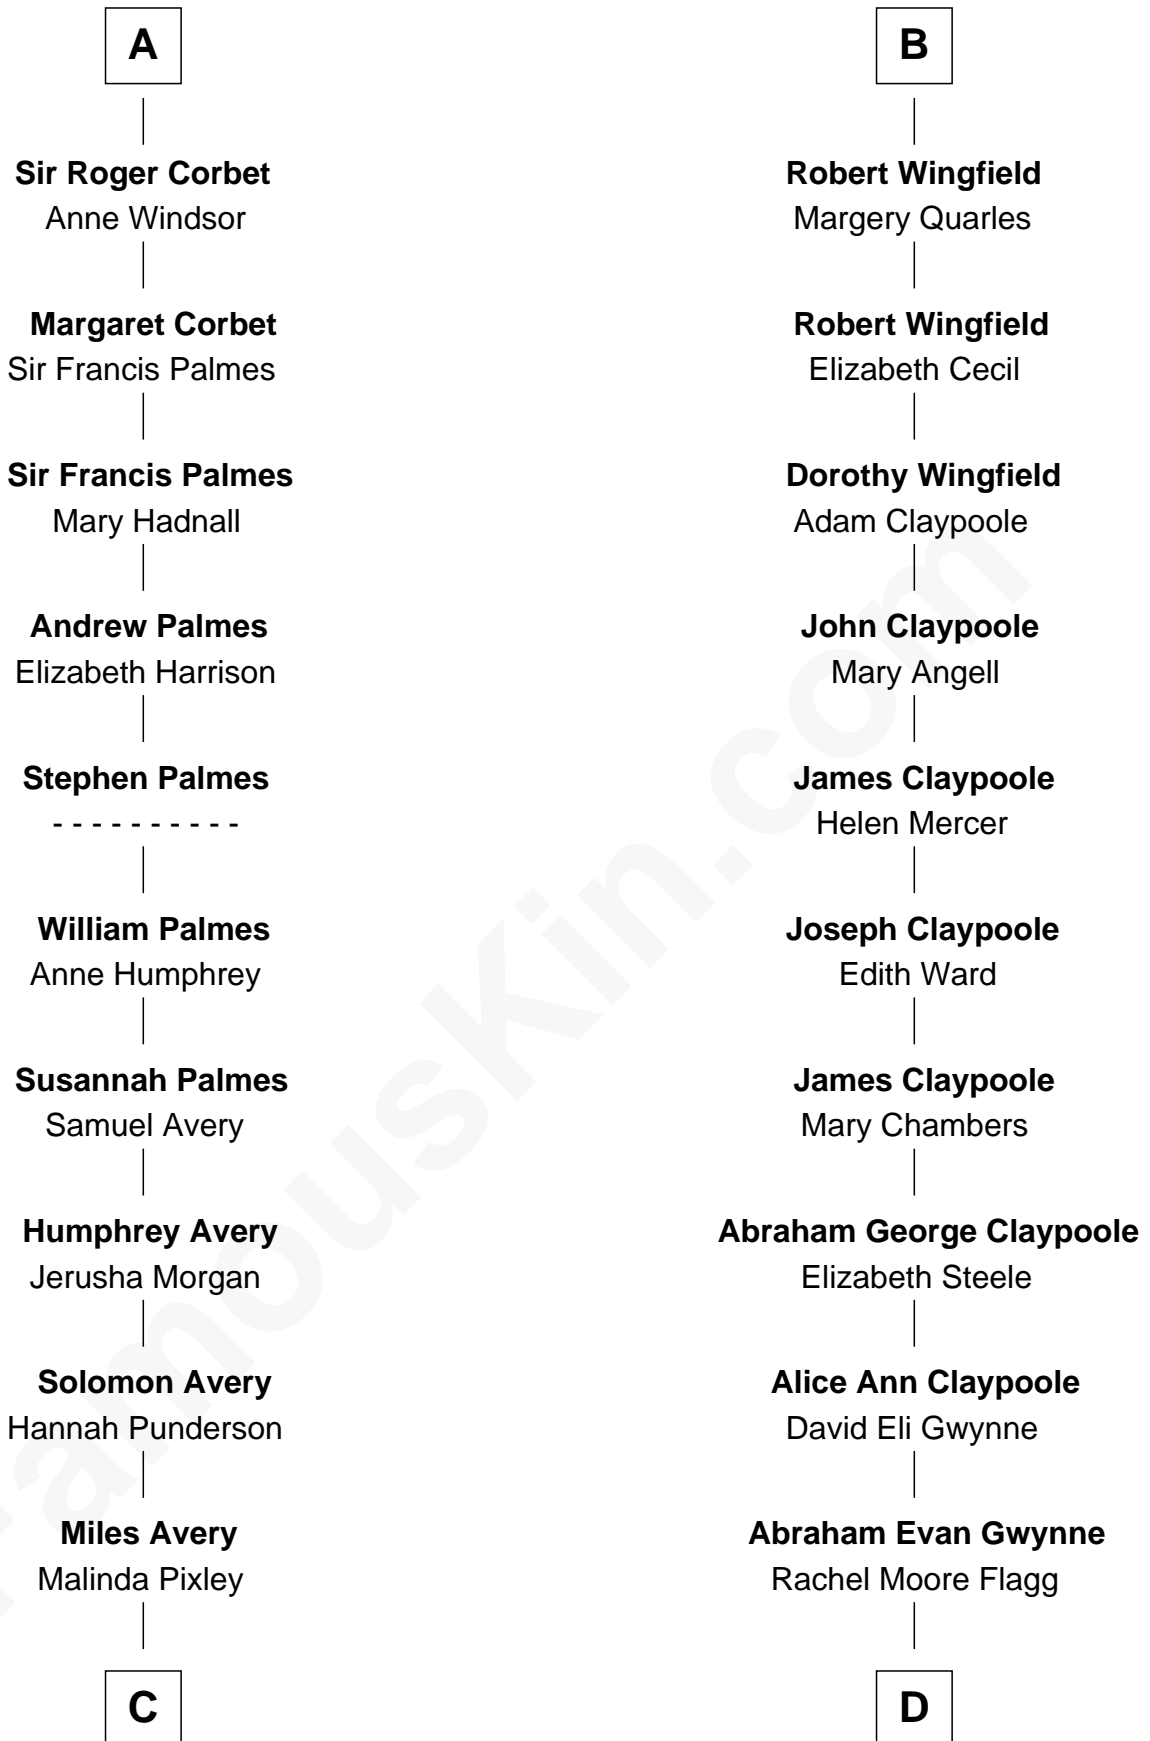 A
Sir Roger Corbet
Anne Windsor
Margaret Corbet
Sir Francis Palmes
Sir Francis Palmes
Mary Hadnall
Andrew Palmes
Elizabeth Harrison
Stephen Palmes
- - - - - - - - - -
William Palmes
Anne Humphrey
Susannah Palmes
Samuel Avery
Humphrey Avery
Jerusha Morgan
Solomon Avery
Hannah Punderson
Miles Avery
Malinda Pixley
C
B
Robert Wingfield
Margery Quarles
Robert Wingfield
Elizabeth Cecil
Dorothy Wingfield
Adam Claypoole
John Claypoole
Mary Angell
James Claypoole
Helen Mercer
Joseph Claypoole
Edith Ward
James Claypoole
Mary Chambers
Abraham George Claypoole
Elizabeth Steele
Alice Ann Claypoole
David Eli Gwynne
Abraham Evan Gwynne
Rachel Moore Flagg
D
FamousKin.com